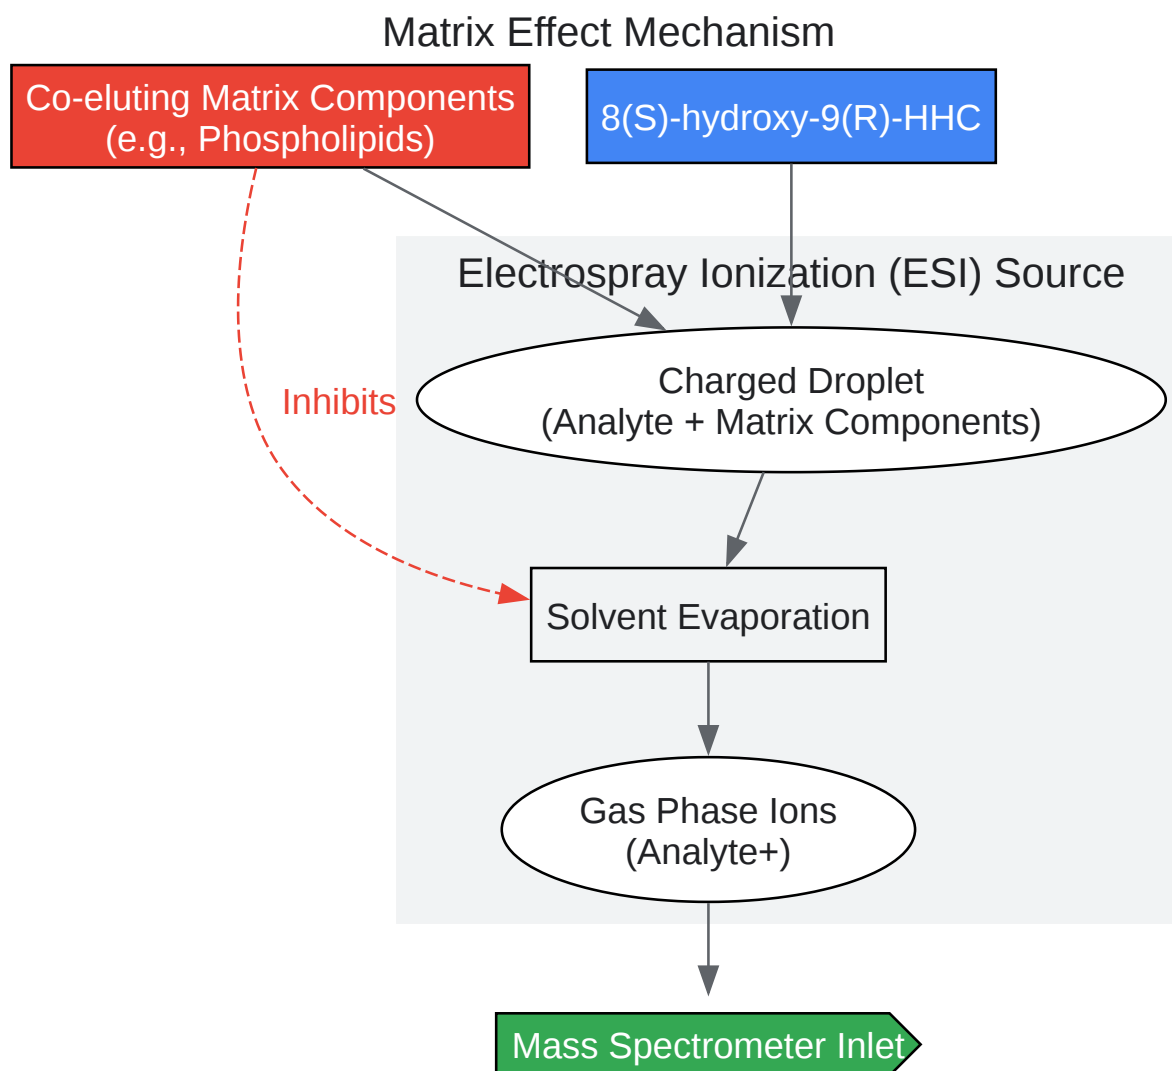 Matrix Effect Mechanism
Co-eluting Matrix Components
(e.g., Phospholipids)
8(S)-hydroxy-9(R)-HHC
Electrospray Ionization (ESI) Source
Charged Droplet
(Analyte + Matrix Components)
Inhibits
Solvent Evaporation
Gas Phase Ions
(Analyte+)
Mass Spectrometer Inlet